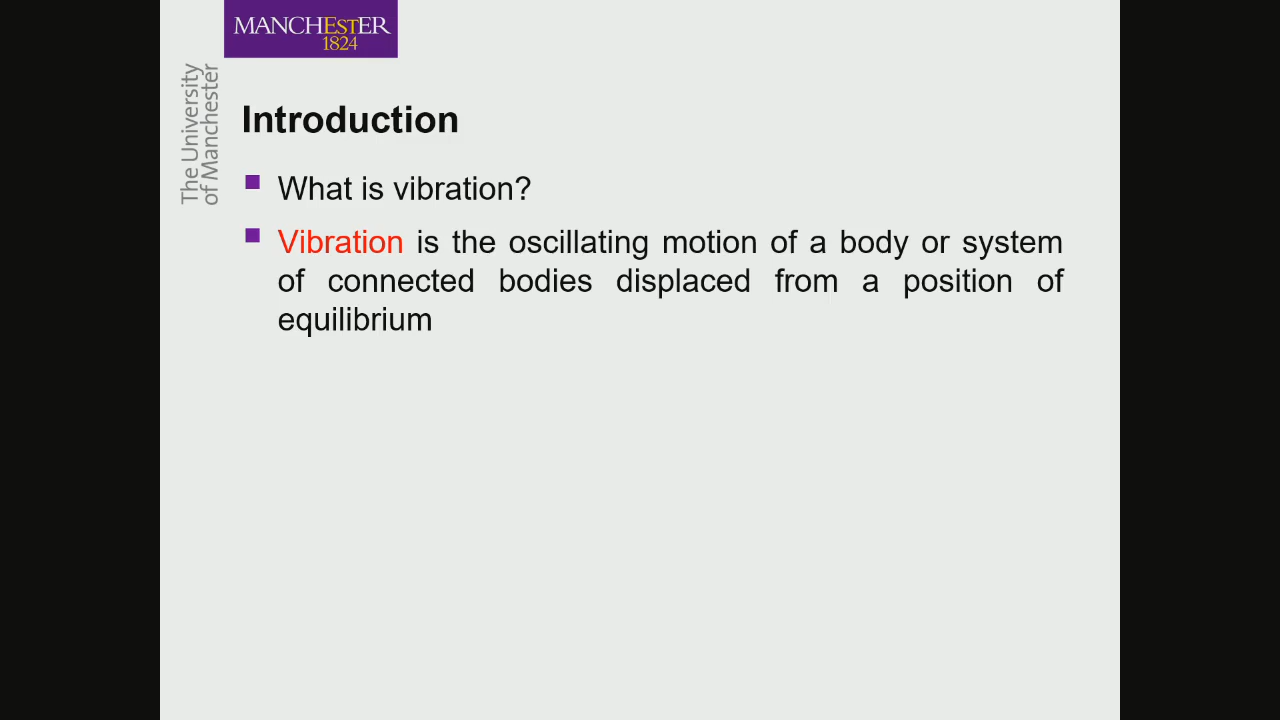 MANCHESTER
1824
The University
of Manchester
Introduction
What is vibration?
Vibration is the oscillating motion of a body or system
of connected bodies displaced from a position of
equilibrium